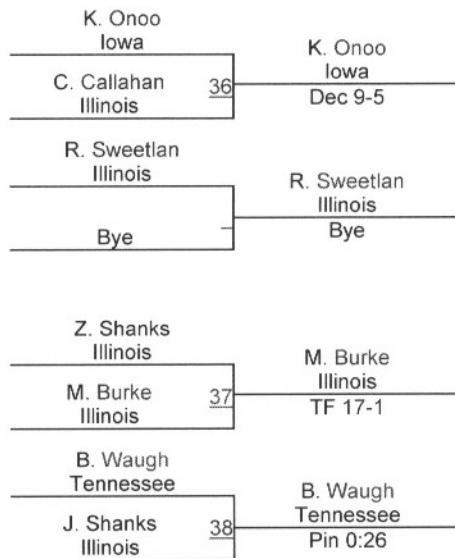 K. Onoo
Iowa
C. Callahan
Illinois
36
K. Onoo
Iowa
Dec 9-5
R. Sweetlan
Illinois
Bye
R. Sweetlan
Illinois
Bye
Z. Shanks
Illinois
M. Burke
Illinois
37
M. Burke
Illinois
TF 17-1
B. Waugh
Tennessee
J. Shanks
Illinois
38
B. Waugh
Tennessee
Pin 0:26